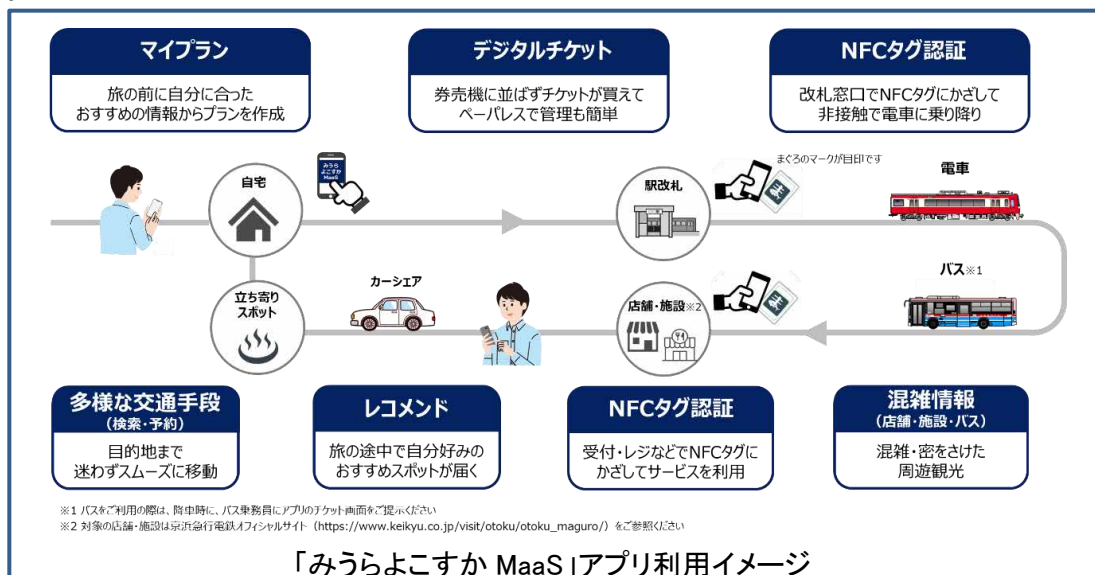 マイプラン
旅の前に自分に合った
おすすめの情報からプランを作成
デジタルチケット
券売機に並ばずチケットが買えて
ペーパレスで管理も簡単
NFCタグ認証
改札窓口でNFCタグにかざして
非接触で電車に乗り降り
自宅
みうら
よこすか
MaaS
駅改札
まぐろのマークが目印です
ま
電車
立ち寄り
スポット
カーシェア
店舗・施設※2
ま
バス※1
多様な交通手段
(検索・予約)
目的地まで
迷わずスムーズに移動
レコメンド
旅の途中で自分好みの
おすすめスポットが届く
NFCタグ認証
受付・レジなどでNFCタグに
かざしてサービスを利用
混雑情報
(店舗・施設・バス)
混雑・密をさけた
周遊観光
※1 バスをご利用の際は、降車時に、バス乗務員にアプリのチケット画面をご提示ください
※2 対象の店舗・施設は京浜急行電鉄オフィシャルサイト(https://www.keikyu.co.jp/visit/otoku/otoku_maguro/)をご参照ください
「みうらよこすか MaaS」アプリ利用イメージ